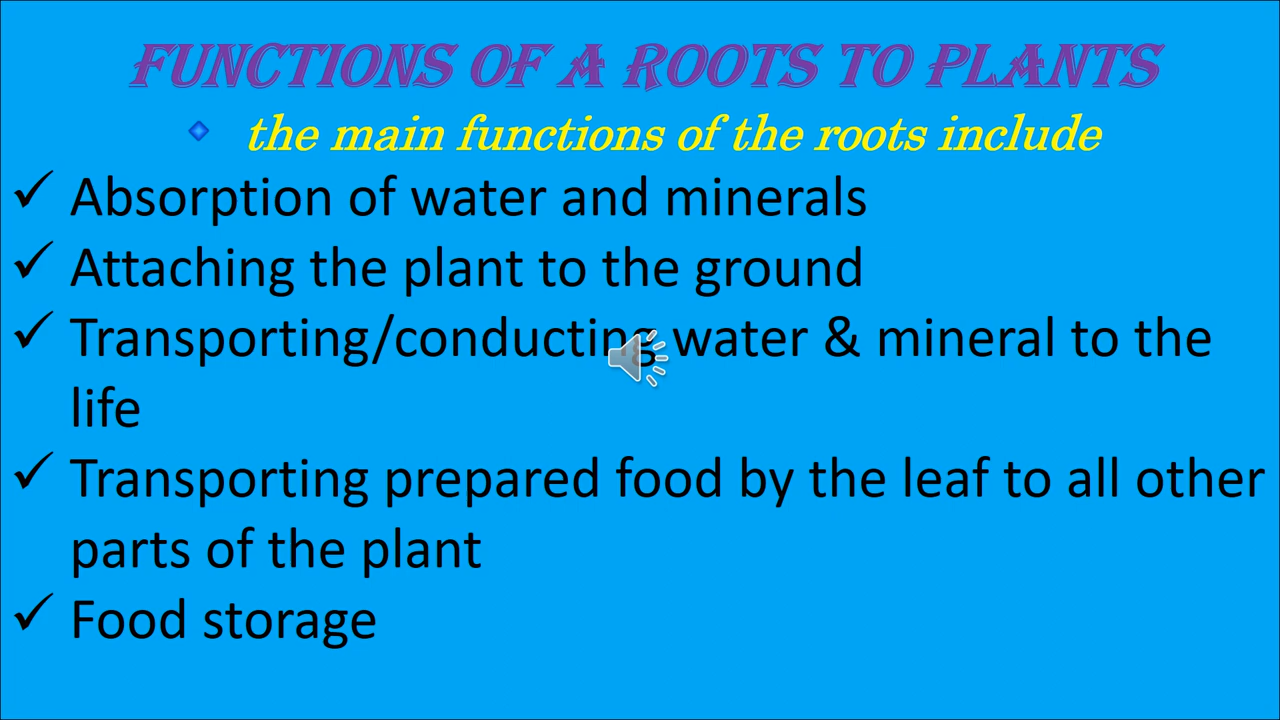 FUNCTIONS OF A ROOTS TO PLANTS
the main functions of the roots include
Absorption of water and minerals
Attaching the plant to the ground
Transporting/conducting water & mineral to the
life
Transporting prepared food by the leaf to all other
parts of the plant
Food storage